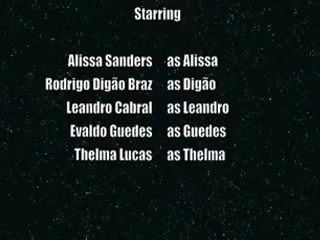 Starring
Alissa Sanders as Alissa
Rodrigo Digão Braz as Digão
Leandro Cabral as Leandro
Evaldo Guedes as Guedes
Thelma Lucas as Thelma